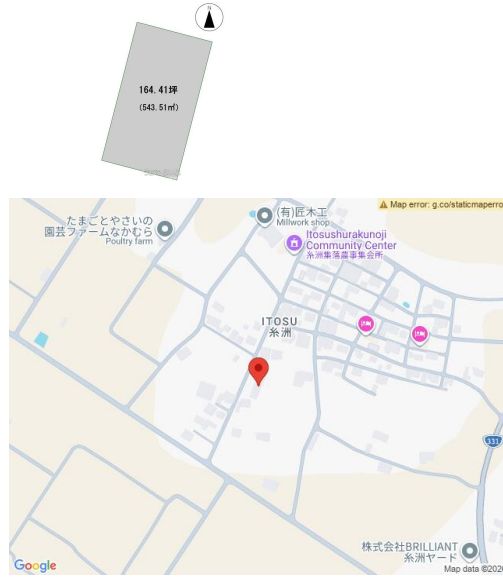 N
164.41坪
(543.51㎡)
Map error: g.co/staticmaperro
たまごとやさいの
園芸ファームなかむら
Poultry farm
(有)匠木工
Millwork shop
Itosushurakunoji
Community Center
糸洲集落農事集会所
ITOSU
糸洲
331
株式会社BRILLIANT
糸洲ヤード
Google
Map data ©202